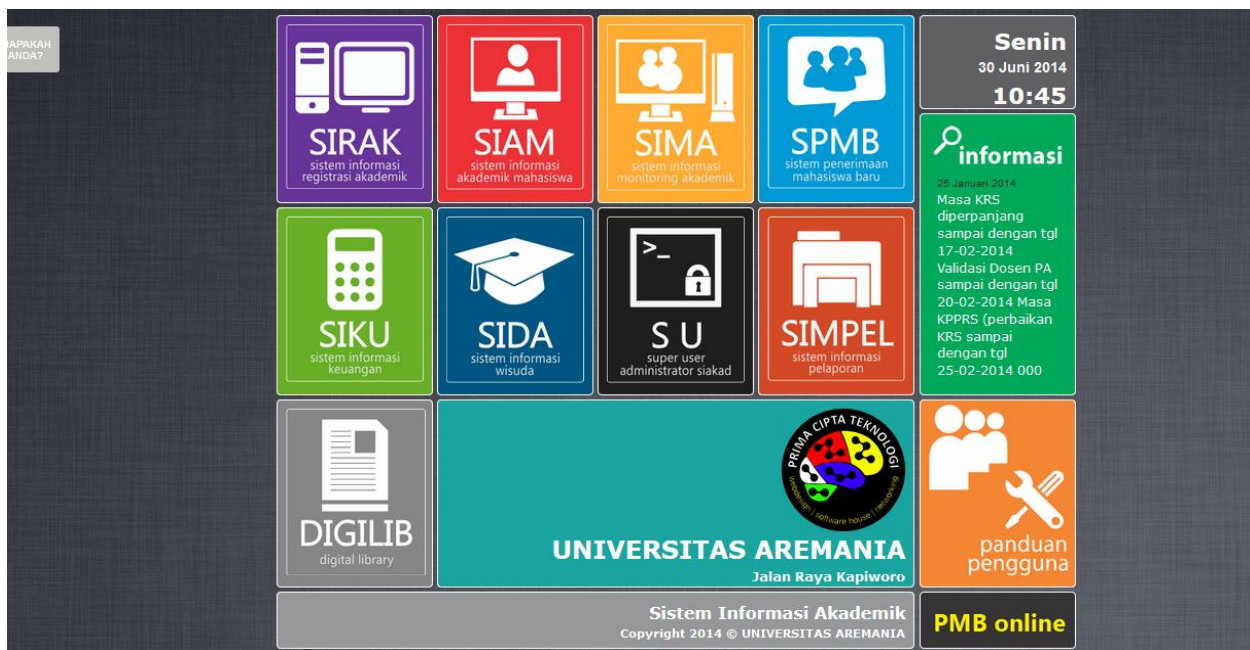 APAKAH
ANDA?
SIRAK
sistem informasi
registrasi akademik
SIAM
sistem informasi
akademik mahasiswa
SIMA
sistem informasi
monitoring akademik
SPMB
sistem penerimaan
mahasiswa baru
Senin
30 Juni 2014
10:45
informasi
25 Januari 2014
Masa KRS
diperpanjang
sampai dengan tgl
17-02-2014
Validasi Dosen PA
sampai dengan tgl
20-02-2014 Masa
KPPRS (perbaikan
KRS sampai
dengan tgl
25-02-2014 000
SIKU
sistem informasi
keuangan
SIDA
sistem informasi
wisuda
>_
S U
super user
administrator siakad
SIMPEL
sistem informasi
pelaporan
DIGILIB
digital library
PRIMA CIPTA TEKNOLOGI
webdesign | software house | networking
UNIVERSITAS AREMANIA
Jalan Raya Kapiworo
panduan
pengguna
Sistem Informasi Akademik
Copyright 2014 © UNIVERSITAS AREMANIA
PMB online